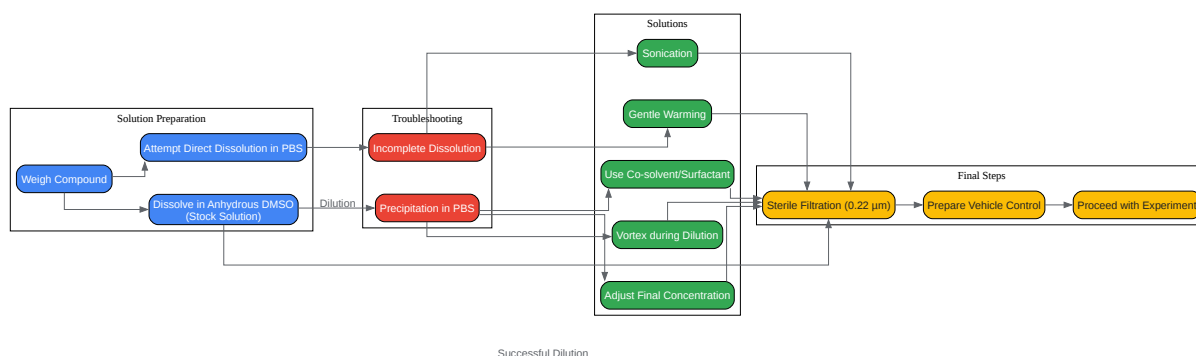 Solution Preparation
Weigh Compound
Attempt Direct Dissolution in PBS
Dissolve in Anhydrous DMSO
(Stock Solution)
Dilution
Troubleshooting
Incomplete Dissolution
Precipitation in PBS
Solutions
Sonication
Gentle Warming
Use Co-solvent/Surfactant
Vortex during Dilution
Adjust Final Concentration
Final Steps
Sterile Filtration (0.22 µm)
Prepare Vehicle Control
Proceed with Experiment
Successful Dilution